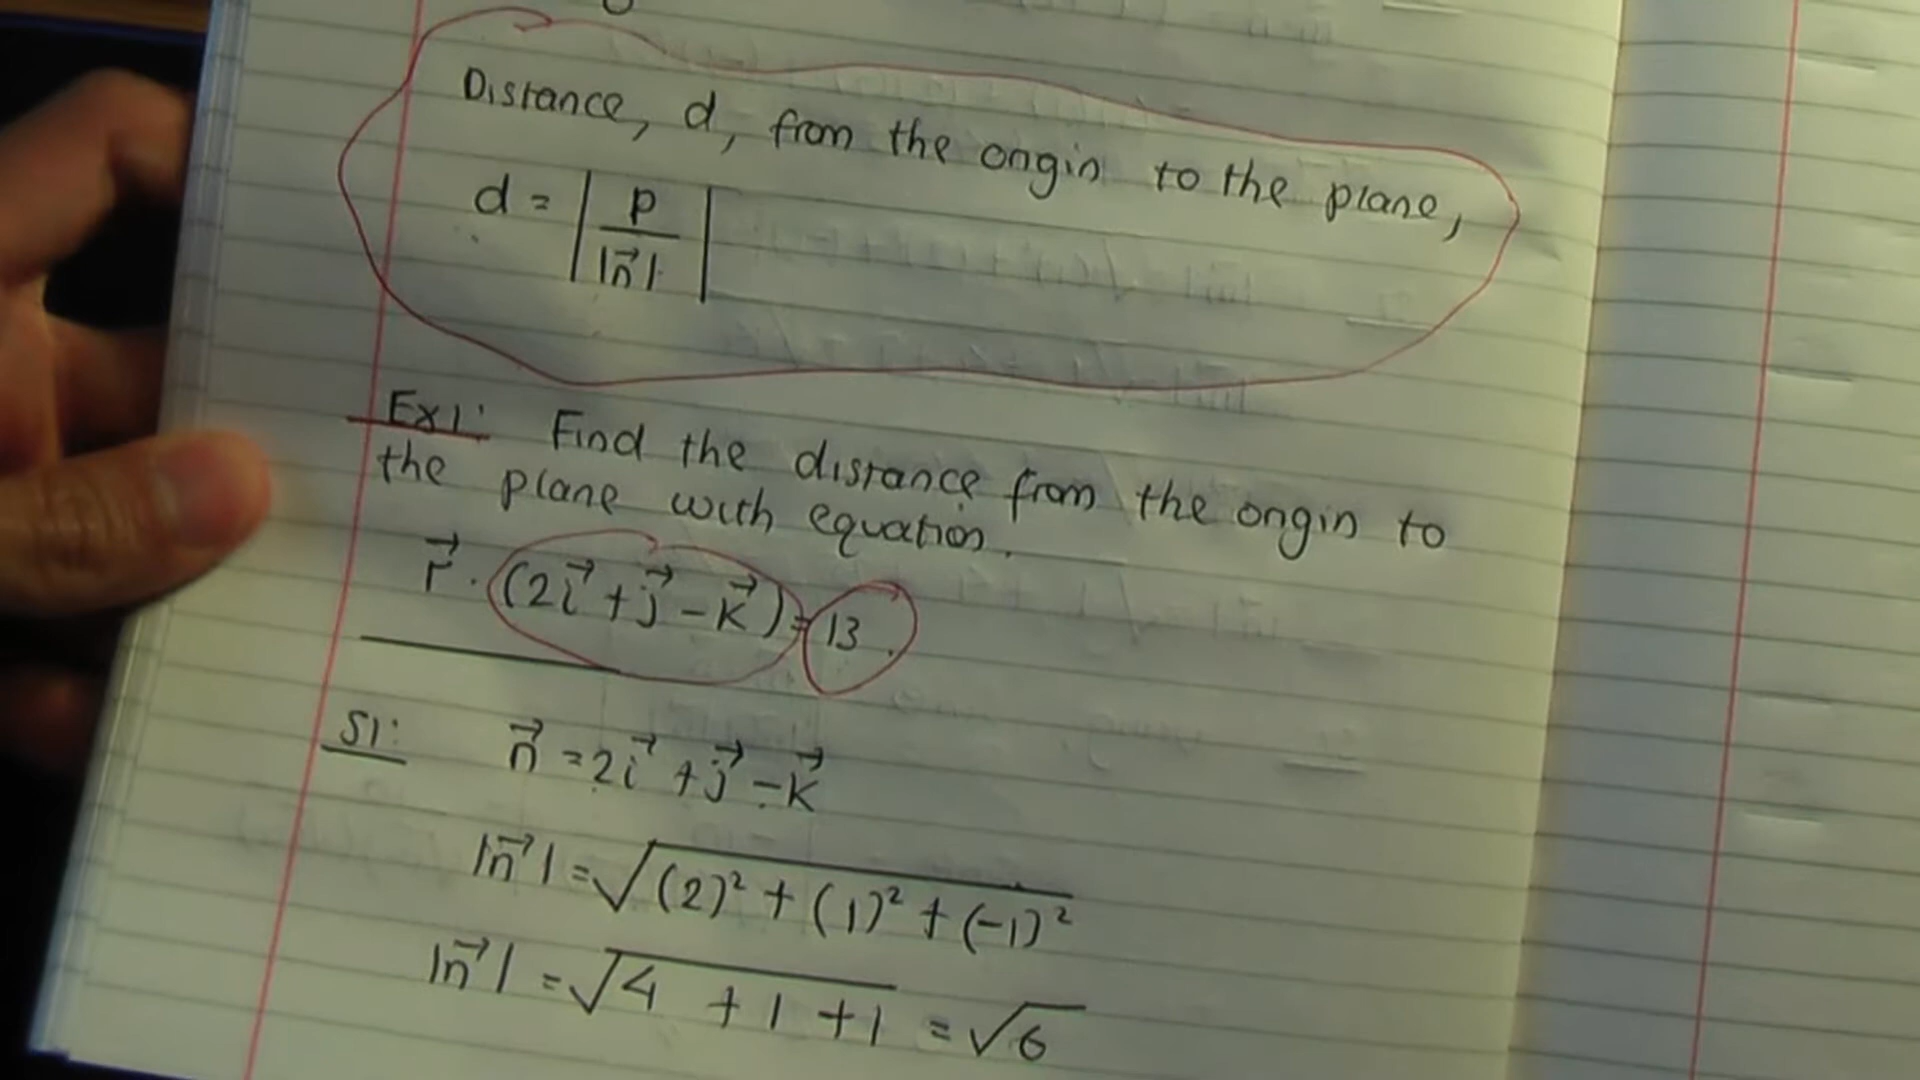 Distance, d, from the origin to the plane,
d = | p / |n⃗| |
Ex1: Find the distance from the origin to
the plane with equation.
r⃗ · (2i⃗ + j⃗ − k⃗) = 13.
S1: n⃗ = 2i⃗ + j⃗ − k⃗
|n⃗| = √((2)² + (1)² + (−1)²)
|n⃗| = √(4 + 1 + 1) = √6